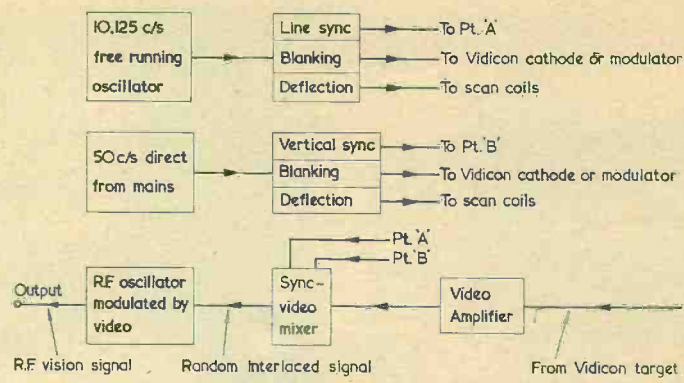 10,125 c/s
free running
oscillator
Line sync
Blanking
Deflection
To Pt. 'A'
To Vidicon cathode or modulator
To scan coils
50c/s direct
from mains
Vertical sync
Blanking
Deflection
To Pt. 'B'
To Vidicon cathode or modulator
To scan coils
Pt. 'A'
Pt. 'B'
Output
R.F. oscillator
modulated by
video
Sync-
video
mixer
Video
Amplifier
R.F. vision signal
Random Interlaced signal
From Vidicon target